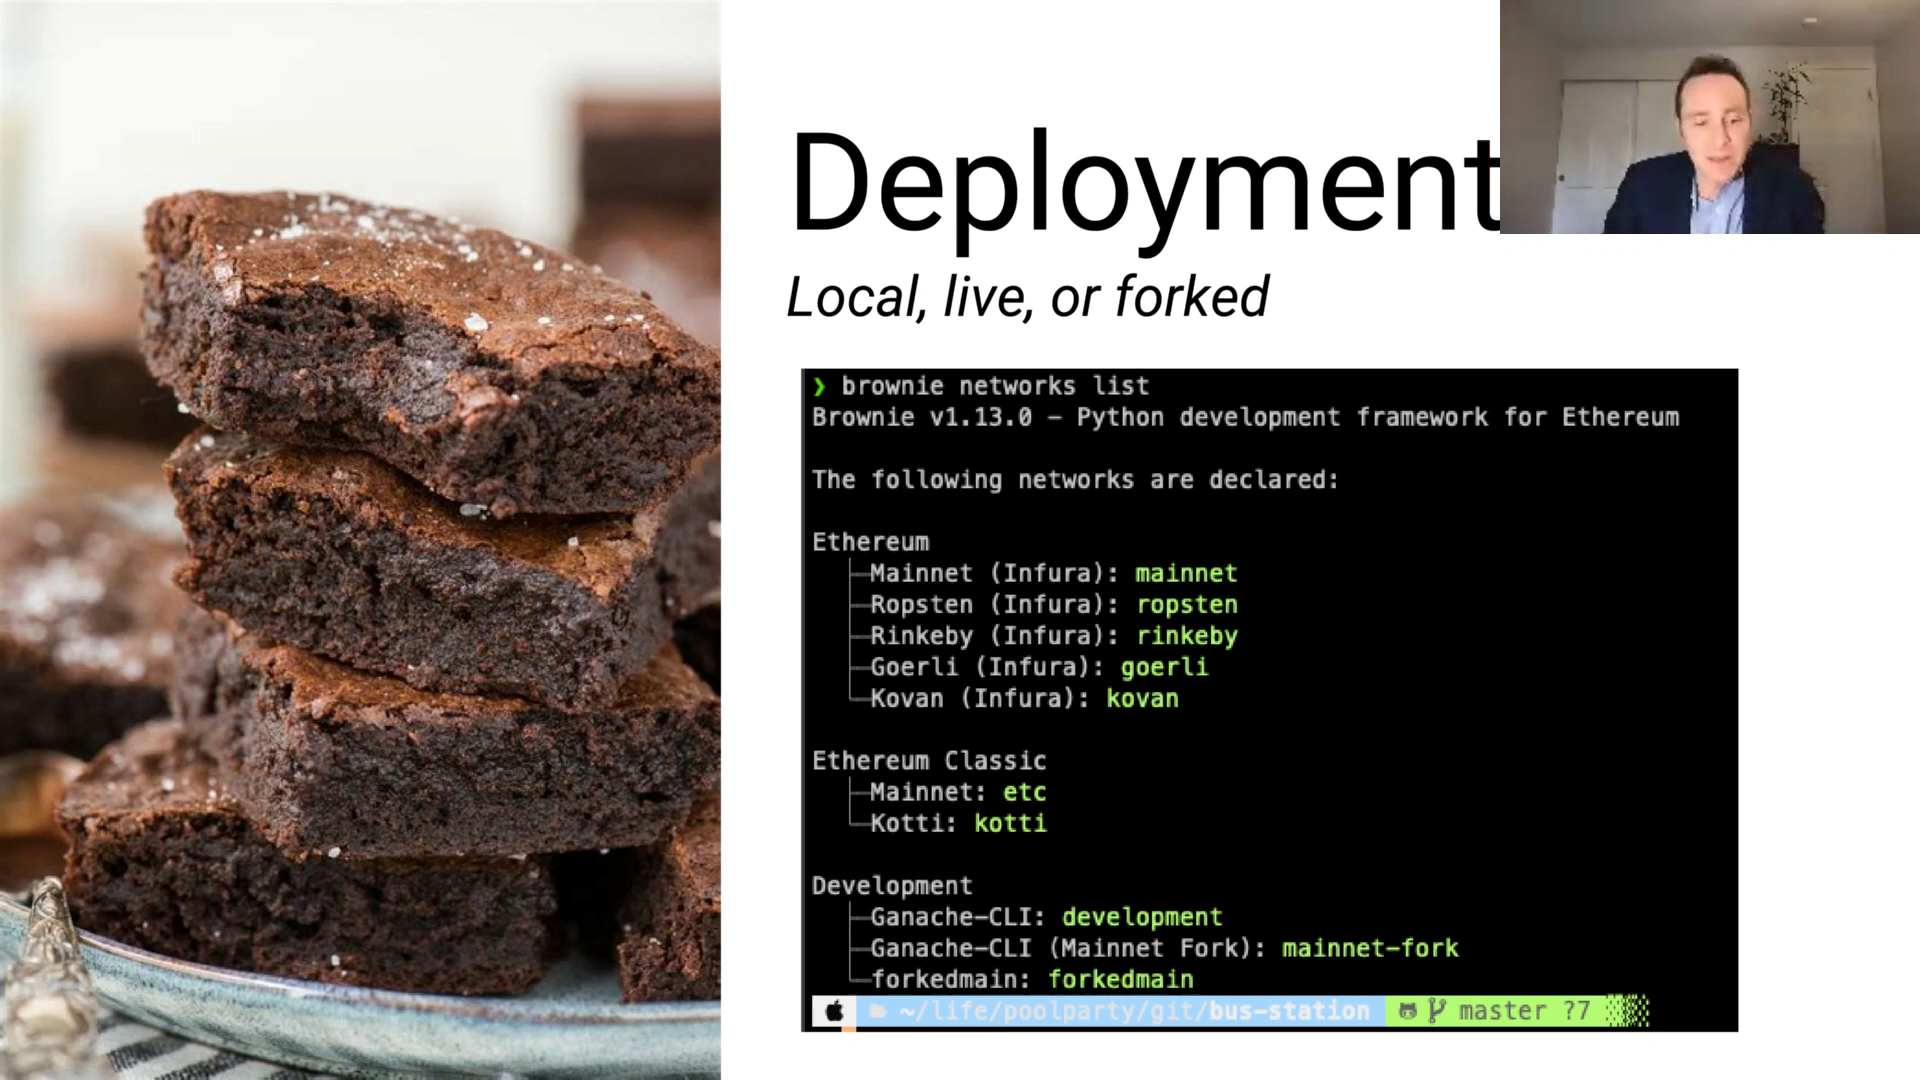 Deployment
Local, live, or forked
❯ brownie networks list
Brownie v1.13.0 – Python development framework for Ethereum
The following networks are declared:
Ethereum
├─Mainnet (Infura): mainnet
├─Ropsten (Infura): ropsten
├─Rinkeby (Infura): rinkeby
├─Goerli (Infura): goerli
└─Kovan (Infura): kovan
Ethereum Classic
├─Mainnet: etc
└─Kotti: kotti
Development
├─Ganache-CLI: development
├─Ganache-CLI (Mainnet Fork): mainnet-fork
└─forkedmain: forkedmain
~/life/poolparty/git/bus-station master ?7